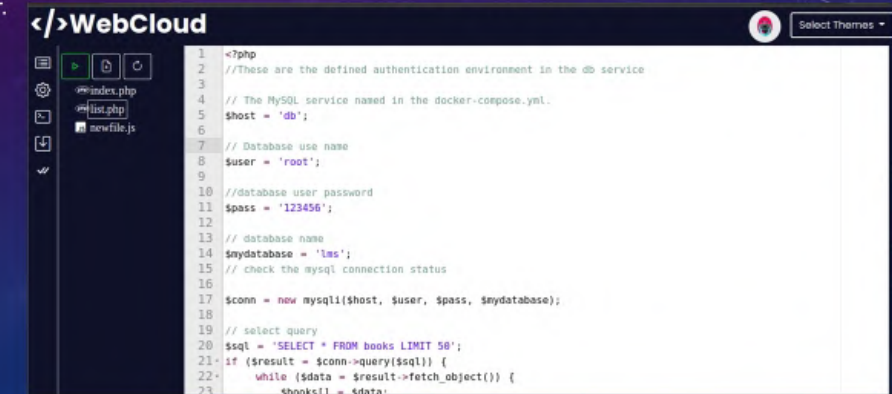 </>WebCloud
Select Themes
index.php
list.php
newfile.js
1 <?php
2 //These are the defined authentication environment in the db service
3
4 // The MySQL service named in the docker-compose.yml.
5 $host = 'db';
6
7 // Database use name
8 $user = 'root';
9
10 //database user password
11 $pass = '123456';
12
13 // database name
14 $mydatabase = 'lms';
15 // check the mysql connection status
16
17 $conn = new mysqli($host, $user, $pass, $mydatabase);
18
19 // select query
20 $sql = 'SELECT * FROM books LIMIT 50';
21 if ($result = $conn->query($sql)) {
22 while ($data = $result->fetch_object()) {
23 $books[] = $data;